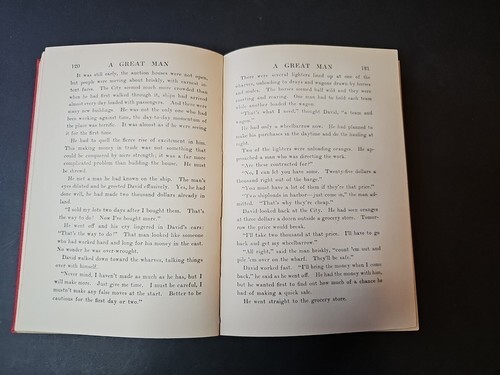 120
A GREAT MAN
It was still early, the auction houses were not open,
but people were moving about briskly, with earnest in-
tent faces. The City seemed much more crowded than
when he had first walked through it, ships had arrived
almost every day loaded with passengers. And there were
many new buildings. He was not the only one who had
been working against time, the day-to-day momentum of
the place was terrific. It was almost as if he were seeing
it for the first time.
He had to quell the fierce rise of excitement in him.
This making money in trade was not something that
could be conquered by mere strength; it was a far more
complicated problem than building the house. He must
be shrewd.
He met a man he had known on the ship. The man's
eyes dilated and he greeted David effusively. Yes, he had
done well, he had made two thousand dollars already in
land.
"I sold my lots two days after I bought them. That's
the way to do! Now I've bought more."
He went off and his cry lingered in David's ears:
"That's the way to do!" That man looked like someone
who had worked hard and long for his money in the east.
No wonder he was over-wrought.
David walked down toward the wharves, talking things
over with himself.
"Never mind, I haven't made as much as he has, but I
will make more. Just give me time. I must be careful, I
mustn't make any false moves at the start. Better to be
cautious for the first day or two."
A GREAT MAN
121
There were several lighters lined up at one of the
wharves, unloading to drays and wagons drawn by horses
and mules. The horses seemed half wild and they were
snorting and rearing. One man had to hold each team
while another loaded the wagon.
"That's what I need," thought David, "a team and
wagon."
He had only a wheelbarrow now. He had planned to
make his purchases in the daytime and do the hauling at
night.
Two of the lighters were unloading oranges. He ap-
proached a man who was directing the work.
"Are these contracted for?"
"No, I can let you have some. Twenty-five dollars a
thousand right out of the barge."
"You must have a lot of them if they're that price."
"Two shiploads in harbor—just come in," the man ad-
mitted. "That's why they're cheap."
David looked back at the City. He had seen oranges
at three dollars a dozen outside a grocery store. Tomor-
row the price would break.
"I'll take two thousand at that price. I'll have to go
back and get my wheelbarrow."
"All right," said the man briskly, "count 'em out and
pile 'em over on the wharf. They'll be safe."
David worked fast. "I'll bring the money when I come
back," he said as he went off. He had the money with him,
but he wanted first to find out how much of a chance he
had of making a quick sale.
He went straight to the grocery store.